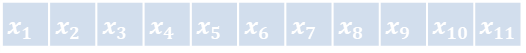 x₁ x₂ x₃ x₄ x₅ x₆ x₇ x₈ x₉ x₁₀ x₁₁